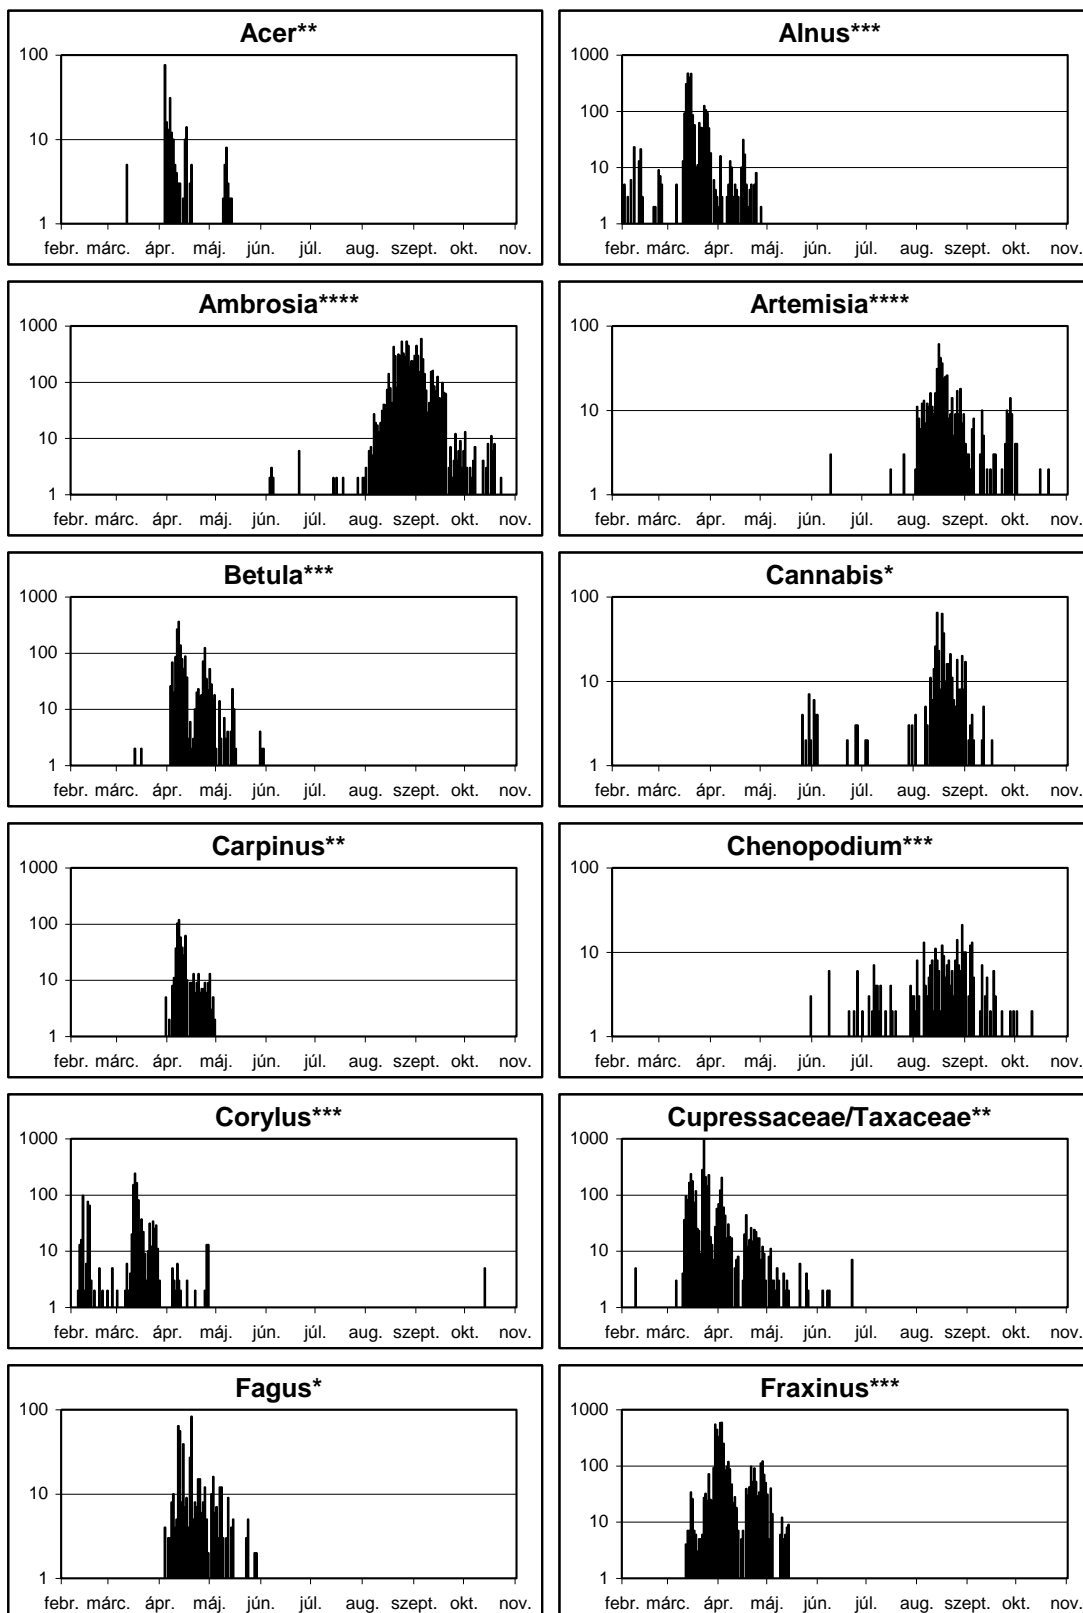 Acer**
100
10
1
febr. márc. ápr. máj. jún. júl. aug. szept. okt. nov.
Alnus***
1000
100
10
1
febr. márc. ápr. máj. jún. júl. aug. szept. okt. nov.
Ambrosia****
1000
100
10
1
febr. márc. ápr. máj. jún. júl. aug. szept. okt. nov.
Artemisia****
100
10
1
febr. márc. ápr. máj. jún. júl. aug. szept. okt. nov.
Betula***
1000
100
10
1
febr. márc. ápr. máj. jún. júl. aug. szept. okt. nov.
Cannabis*
100
10
1
febr. márc. ápr. máj. jún. júl. aug. szept. okt. nov.
Carpinus**
1000
100
10
1
febr. márc. ápr. máj. jún. júl. aug. szept. okt. nov.
Chenopodium***
100
10
1
febr. márc. ápr. máj. jún. júl. aug. szept. okt. nov.
Corylus***
1000
100
10
1
febr. márc. ápr. máj. jún. júl. aug. szept. okt. nov.
Cupressaceae/Taxaceae**
1000
100
10
1
febr. márc. ápr. máj. jún. júl. aug. szept. okt. nov.
Fagus*
100
10
1
febr. márc. ápr. máj. jún. júl. aug. szept. okt. nov.
Fraxinus***
1000
100
10
1
febr. márc. ápr. máj. jún. júl. aug. szept. okt. nov.